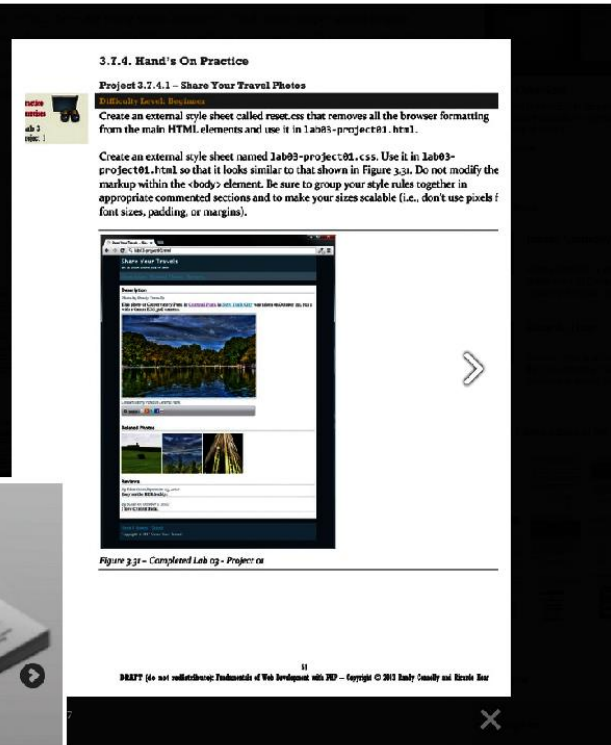 3.7.4. Hand's On Practice
Project 3.7.4.1 – Share Your Travel Photos
Difficulty Level: Beginner
Create an external style sheet called reset.css that removes all the browser formatting
from the main HTML elements and use it in lab03-project01.html.
Create an external style sheet named lab03-project01.css. Use it in lab03-
project01.html so that it looks similar to that shown in Figure 3.31. Do not modify the
markup within the <body> element. Be sure to group your style rules together in
appropriate commented sections and to make your sizes scalable (i.e., don't use pixels f
font sizes, padding, or margins).
Share Your Travels
Description
Related Photos
Reviews
Figure 3.31 – Completed Lab 03 - Project 01
DRAFT (do not redistribute): Fundamentals of Web Development with PHP – Copyright © 2013 Randy Connolly and Ricardo Hoar
7